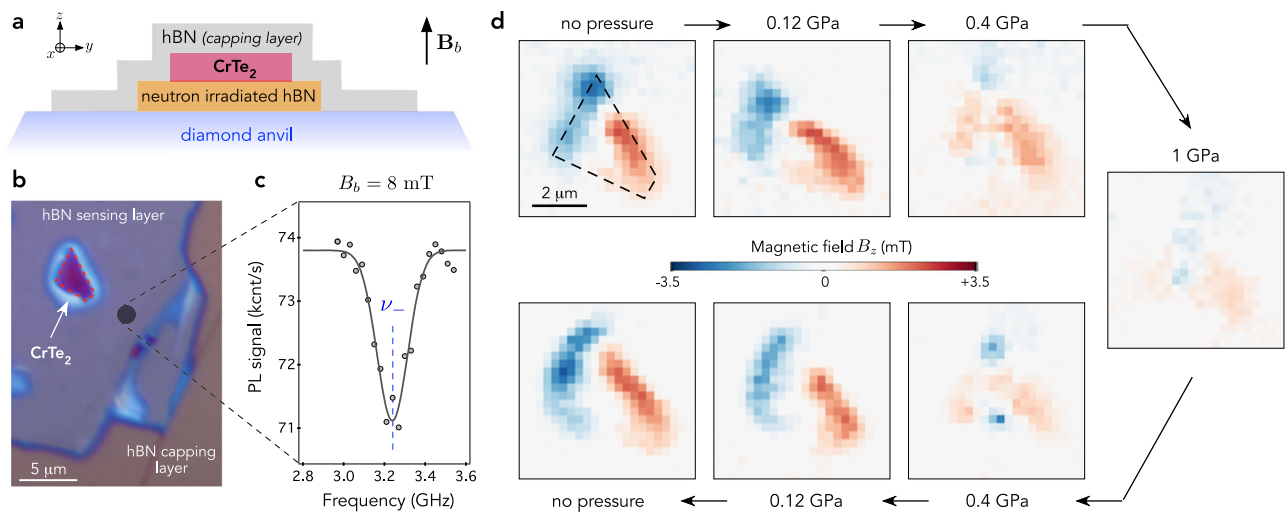 a
z
x
y
hBN (capping layer)
CrTe₂
neutron irradiated hBN
diamond anvil
B_b
b
hBN sensing layer
CrTe₂
hBN capping
layer
5 μm
c
B_b = 8 mT
PL signal (kcnt/s)
74
73
72
71
ν₋
2.8
3.0
3.2
3.4
3.6
Frequency (GHz)
d
no pressure
0.12 GPa
0.4 GPa
2 μm
1 GPa
Magnetic field B_z (mT)
-3.5
0
+3.5
no pressure
0.12 GPa
0.4 GPa